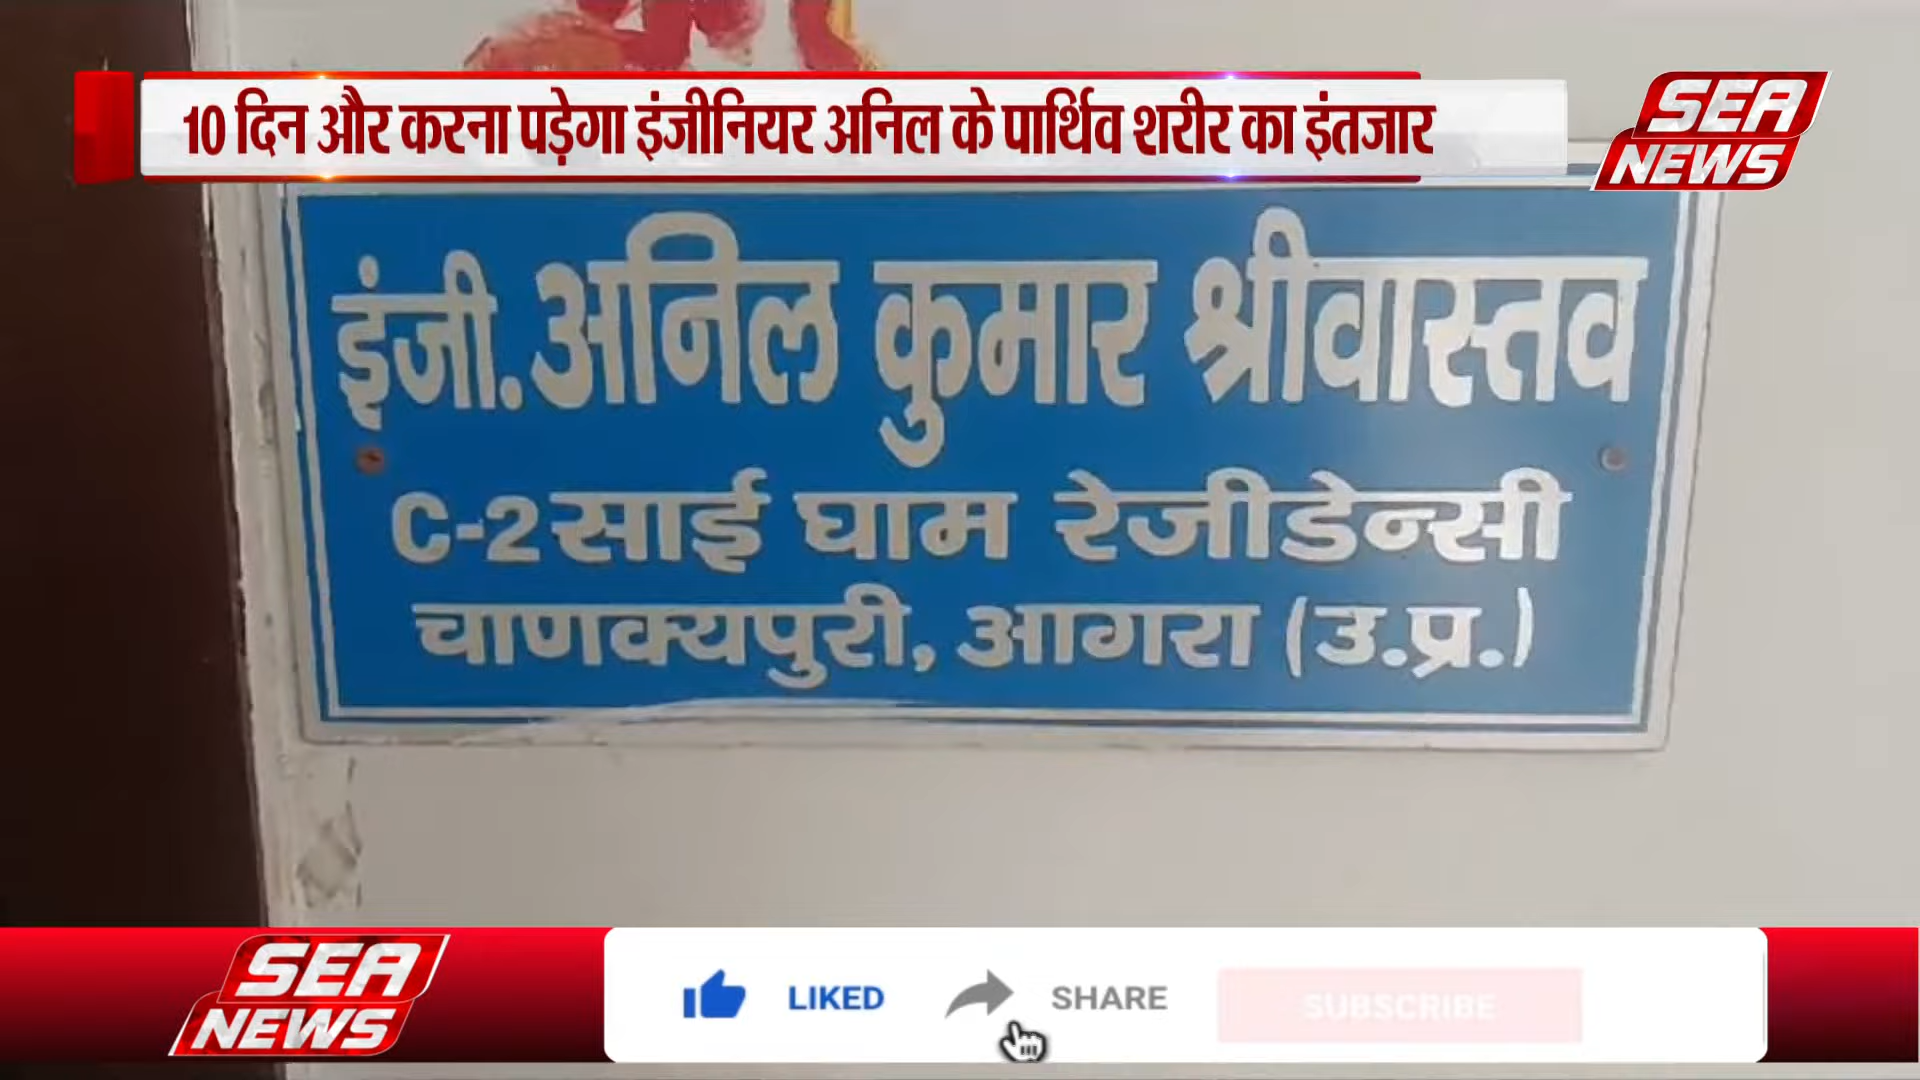 10 दिन और करना पड़ेगा इंजीनियर अनिल के पार्थिव शरीर का इंतजार
SEA
NEWS
इंजी. अनिल कुमार श्रीवास्तव
C-2 साई घाम रेजीडेन्सी
चाणक्यपुरी, आगरा (उ.प्र.)
SEA
NEWS
LIKED
SHARE
SUBSCRIBE